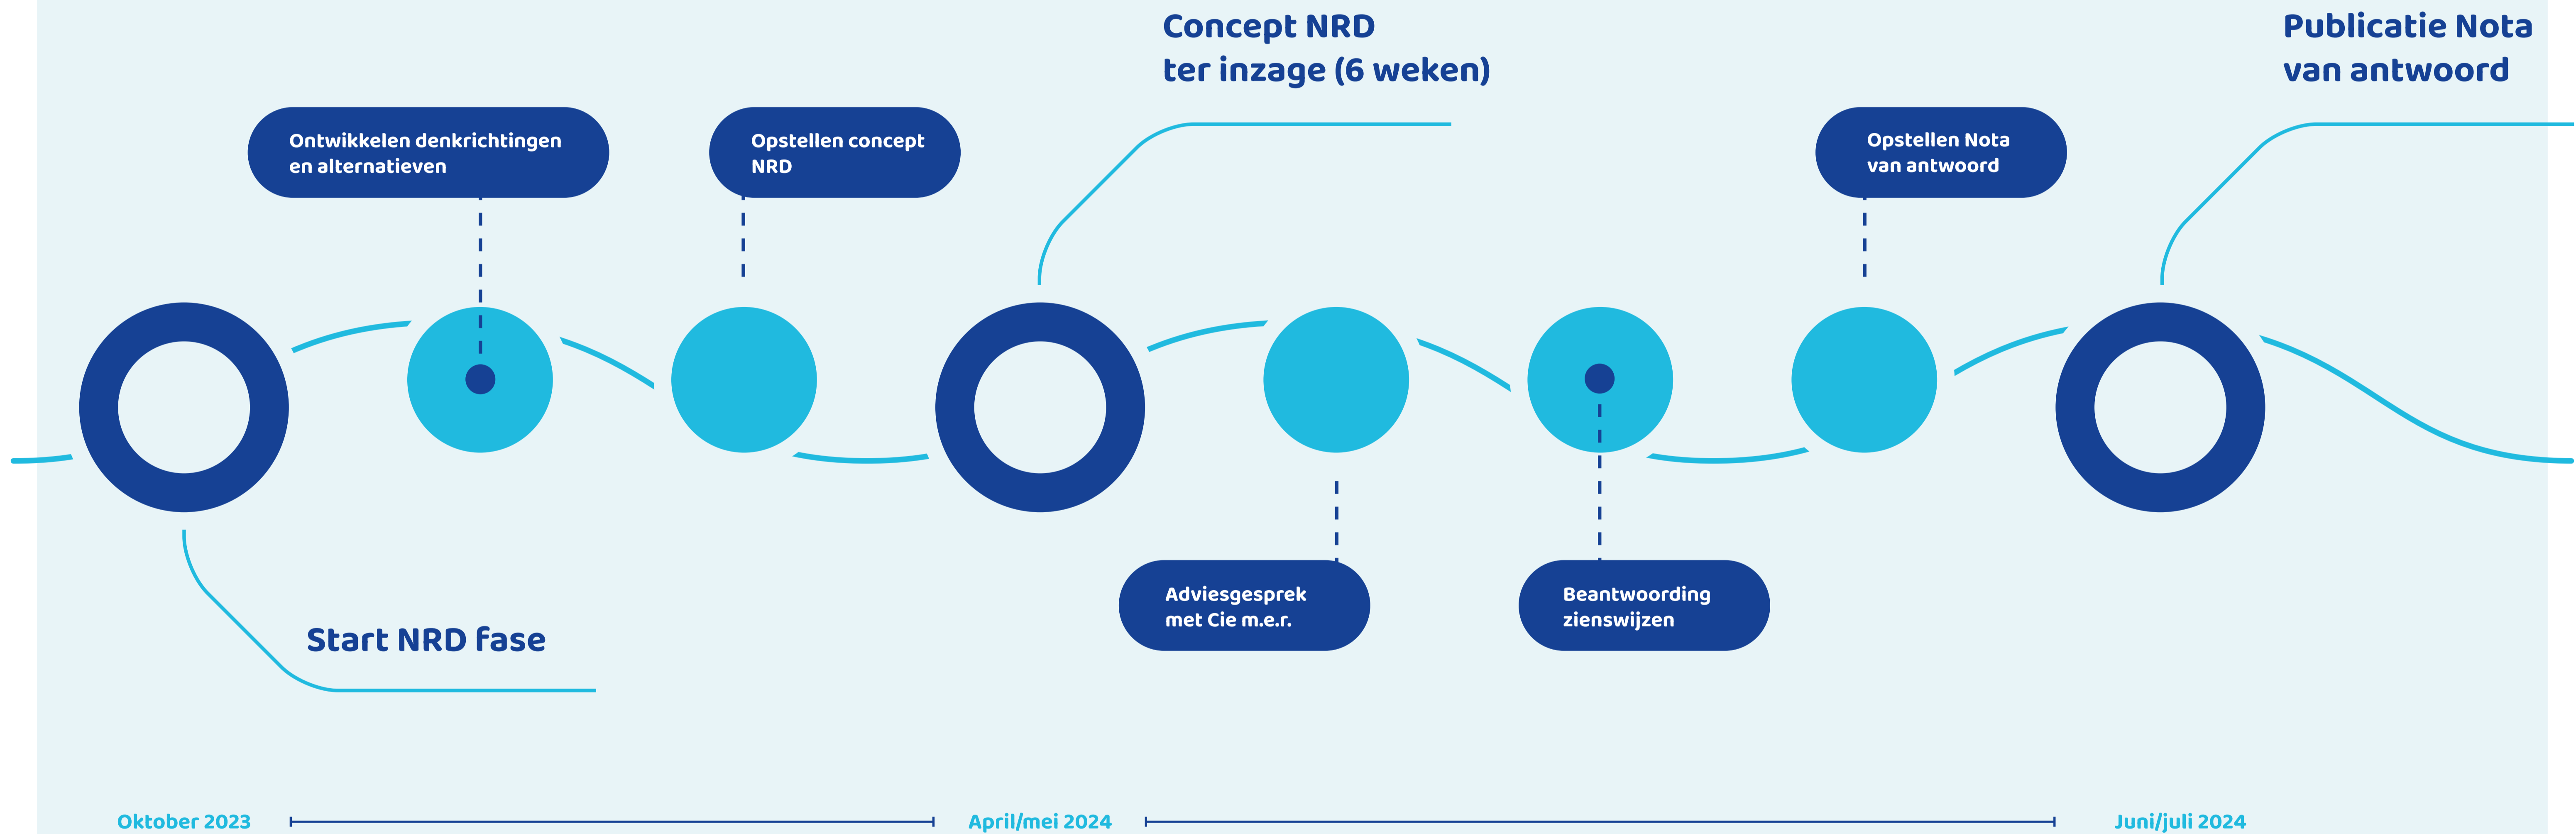 Concept NRD
ter inzage (6 weken)
Publicatie Nota
van antwoord
Ontwikkelen denkrichtingen
en alternatieven
Opstellen concept
NRD
Opstellen Nota
van antwoord
Adviesgesprek
met Cie m.e.r.
Beantwoording
zienswijzen
Start NRD fase
Oktober 2023
April/mei 2024
Juni/juli 2024